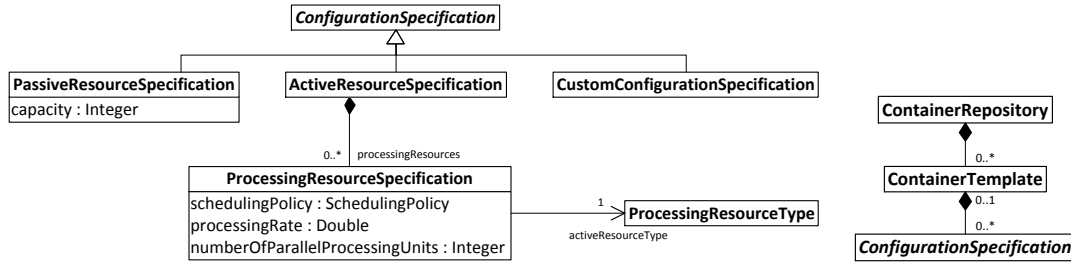 ConfigurationSpecification
PassiveResourceSpecification
capacity : Integer
ActiveResourceSpecification
CustomConfigurationSpecification
0..* processingResources
ProcessingResourceSpecification
schedulingPolicy : SchedulingPolicy
processingRate : Double
numberOfParallelProcessingUnits : Integer
1
activeResourceType
ProcessingResourceType
ContainerRepository
0..*
ContainerTemplate
0..1
0..*
ConfigurationSpecification